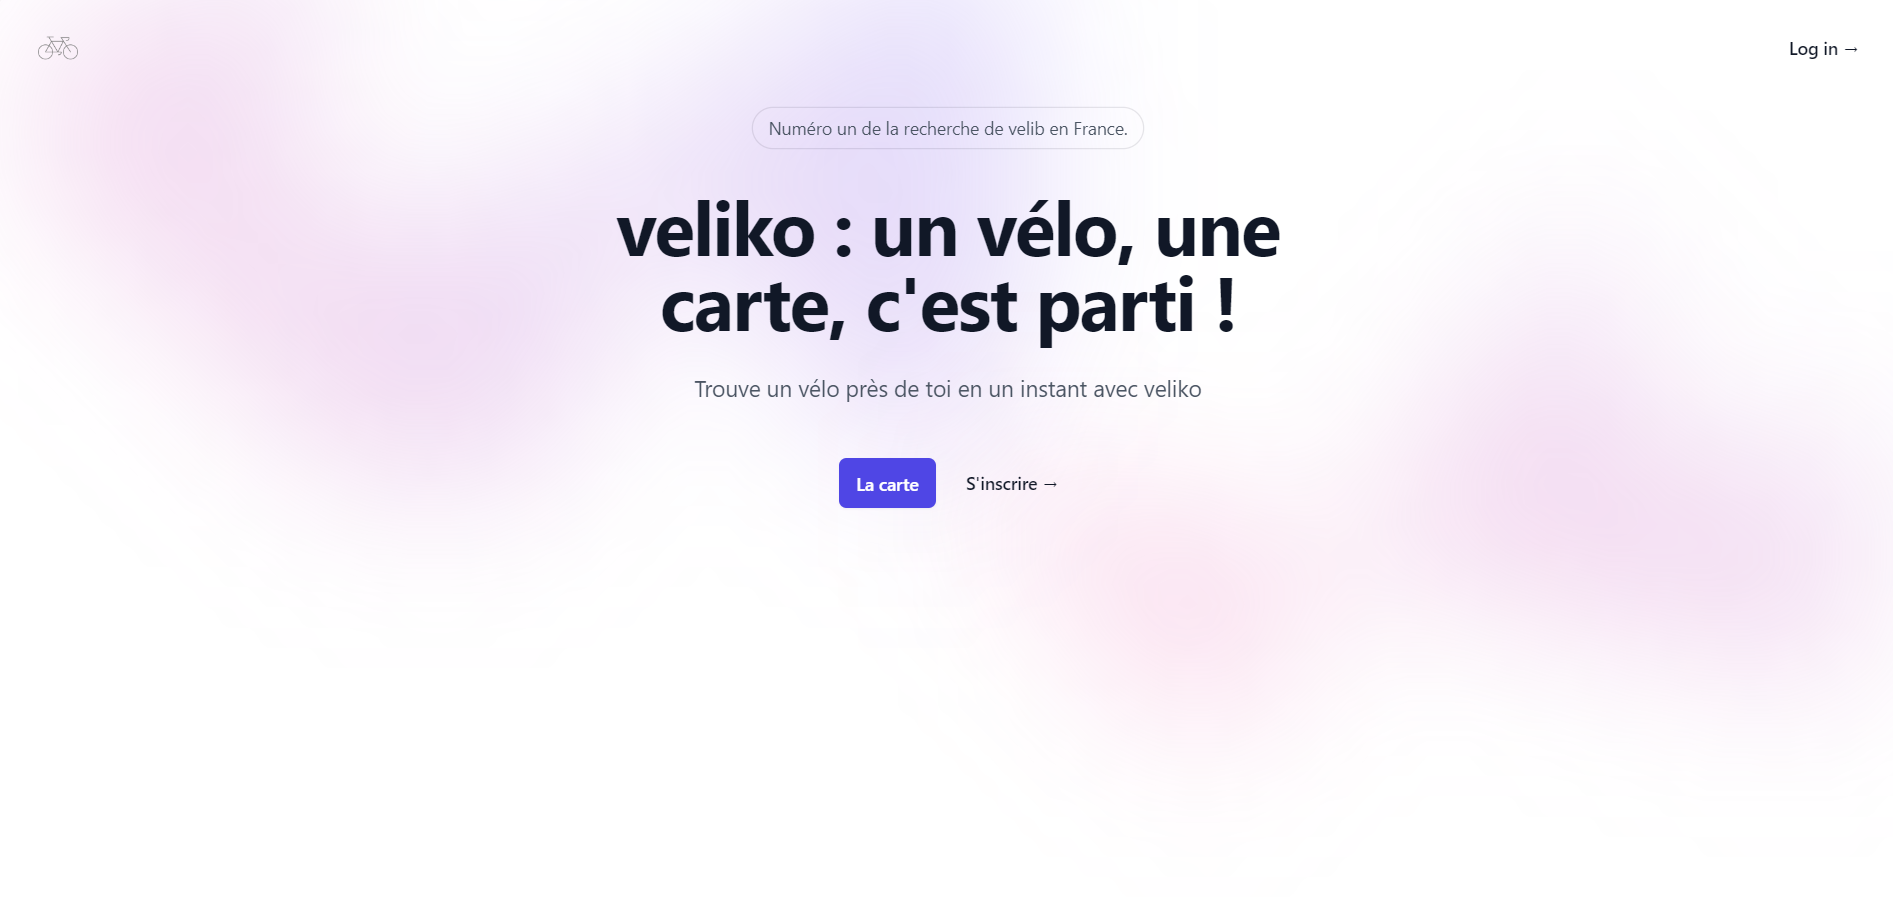 Log in →
Numéro un de la recherche de velib en France.
veliko : un vélo, une
carte, c'est parti !
Trouve un vélo près de toi en un instant avec veliko
La carte
S'inscrire →